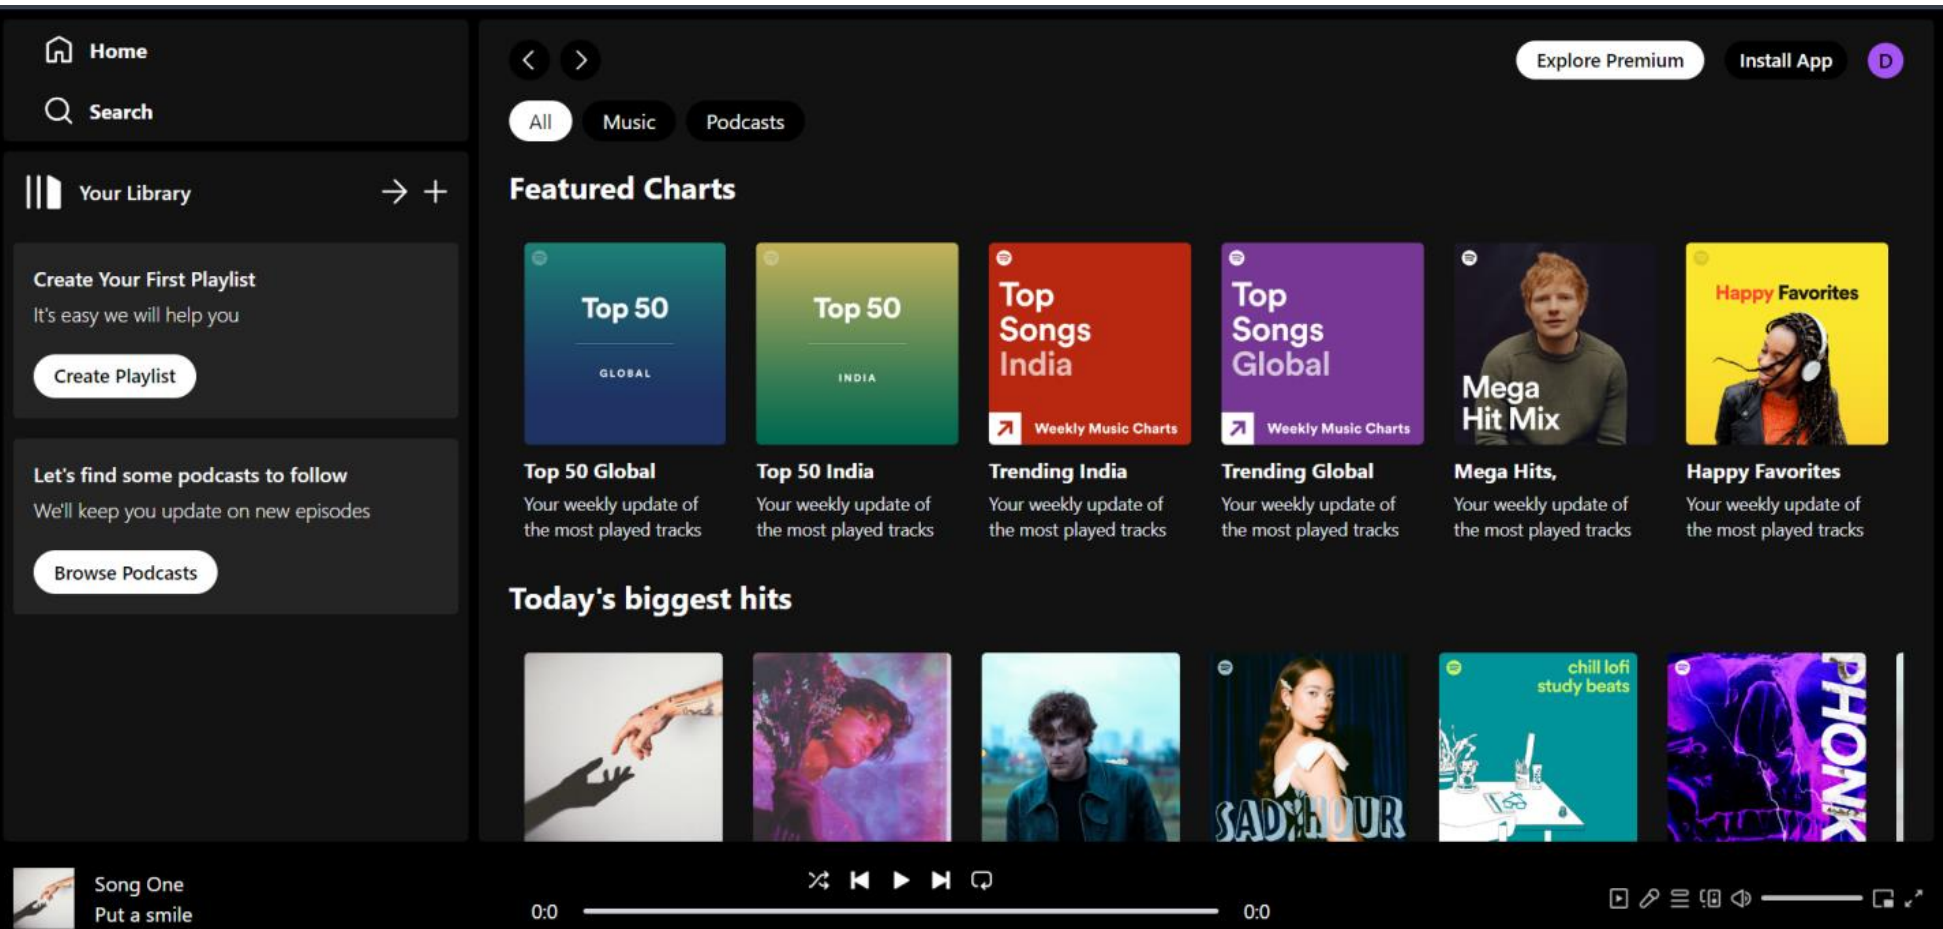 Home
Search
Your Library
Create Your First Playlist
It's easy we will help you
Create Playlist
Let's find some podcasts to follow
We'll keep you update on new episodes
Browse Podcasts
Explore Premium
Install App
D
All
Music
Podcasts
Featured Charts
Top 50
GLOBAL
Top 50 Global
Your weekly update of
the most played tracks
Top 50
INDIA
Top 50 India
Your weekly update of
the most played tracks
Top
Songs
India
Weekly Music Charts
Trending India
Your weekly update of
the most played tracks
Top
Songs
Global
Weekly Music Charts
Trending Global
Your weekly update of
the most played tracks
Mega
Hit Mix
Mega Hits,
Your weekly update of
the most played tracks
Happy Favorites
Happy Favorites
Your weekly update of
the most played tracks
Today's biggest hits
SAD HOUR
chill lofi
study beats
PHONK
Song One
Put a smile
0:0
0:0